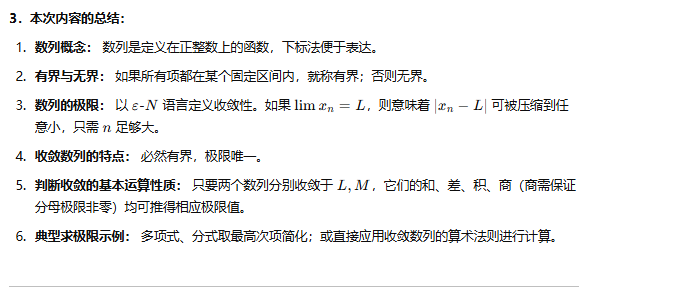 3. 本次内容的总结：
1. 数列概念： 数列是定义在正整数上的函数，下标法便于表达。
2. 有界与无界： 如果所有项都在某个固定区间内，就称有界；否则无界。
3. 数列的极限： 以 ε-N 语言定义收敛性。如果 lim xₙ = L，则意味着 |xₙ − L| 可被压缩到任
意小，只需 n 足够大。
4. 收敛数列的特点： 必然有界，极限唯一。
5. 判断收敛的基本运算性质： 只要两个数列分别收敛于 L, M，它们的和、差、积、商（商需保证
分母极限非零）均可推得相应极限值。
6. 典型求极限示例： 多项式、分式取最高次项简化；或直接应用收敛数列的算术法则进行计算。